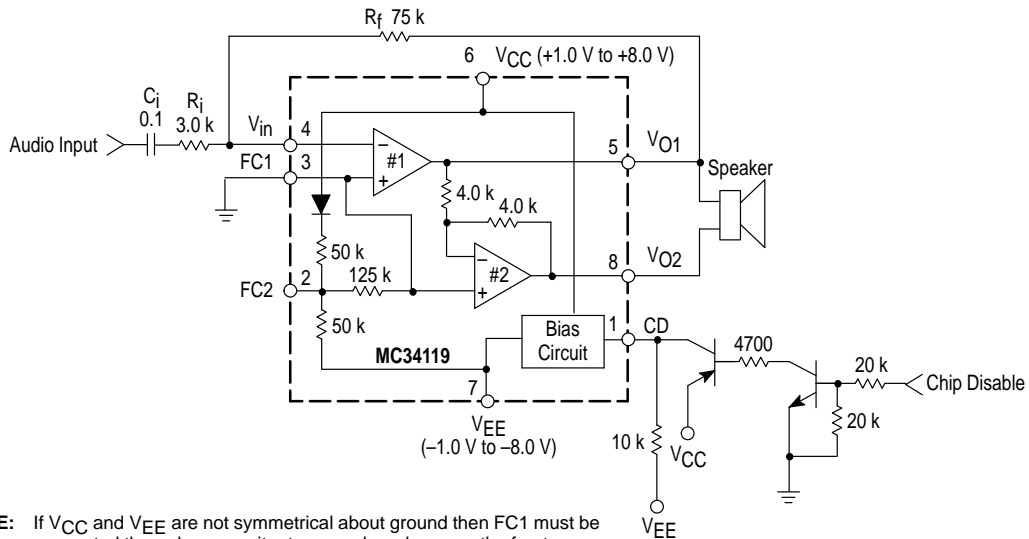 Rf 75 k
6 VCC (+1.0 V to +8.0 V)
Ci
0.1
Ri
3.0 k
Audio Input
Vin
4
FC1
3
–
#1
+
5
VO1
Speaker
4.0 k
4.0 k
50 k
–
#2
+
8
VO2
FC2
2
125 k
50 k
MC34119
Bias
Circuit
1
CD
4700
20 k
Chip Disable
20 k
7
VEE
(–1.0 V to –8.0 V)
10 k
VCC
VEE
E: If VCC and VEE are not symmetrical about ground then FC1 must be